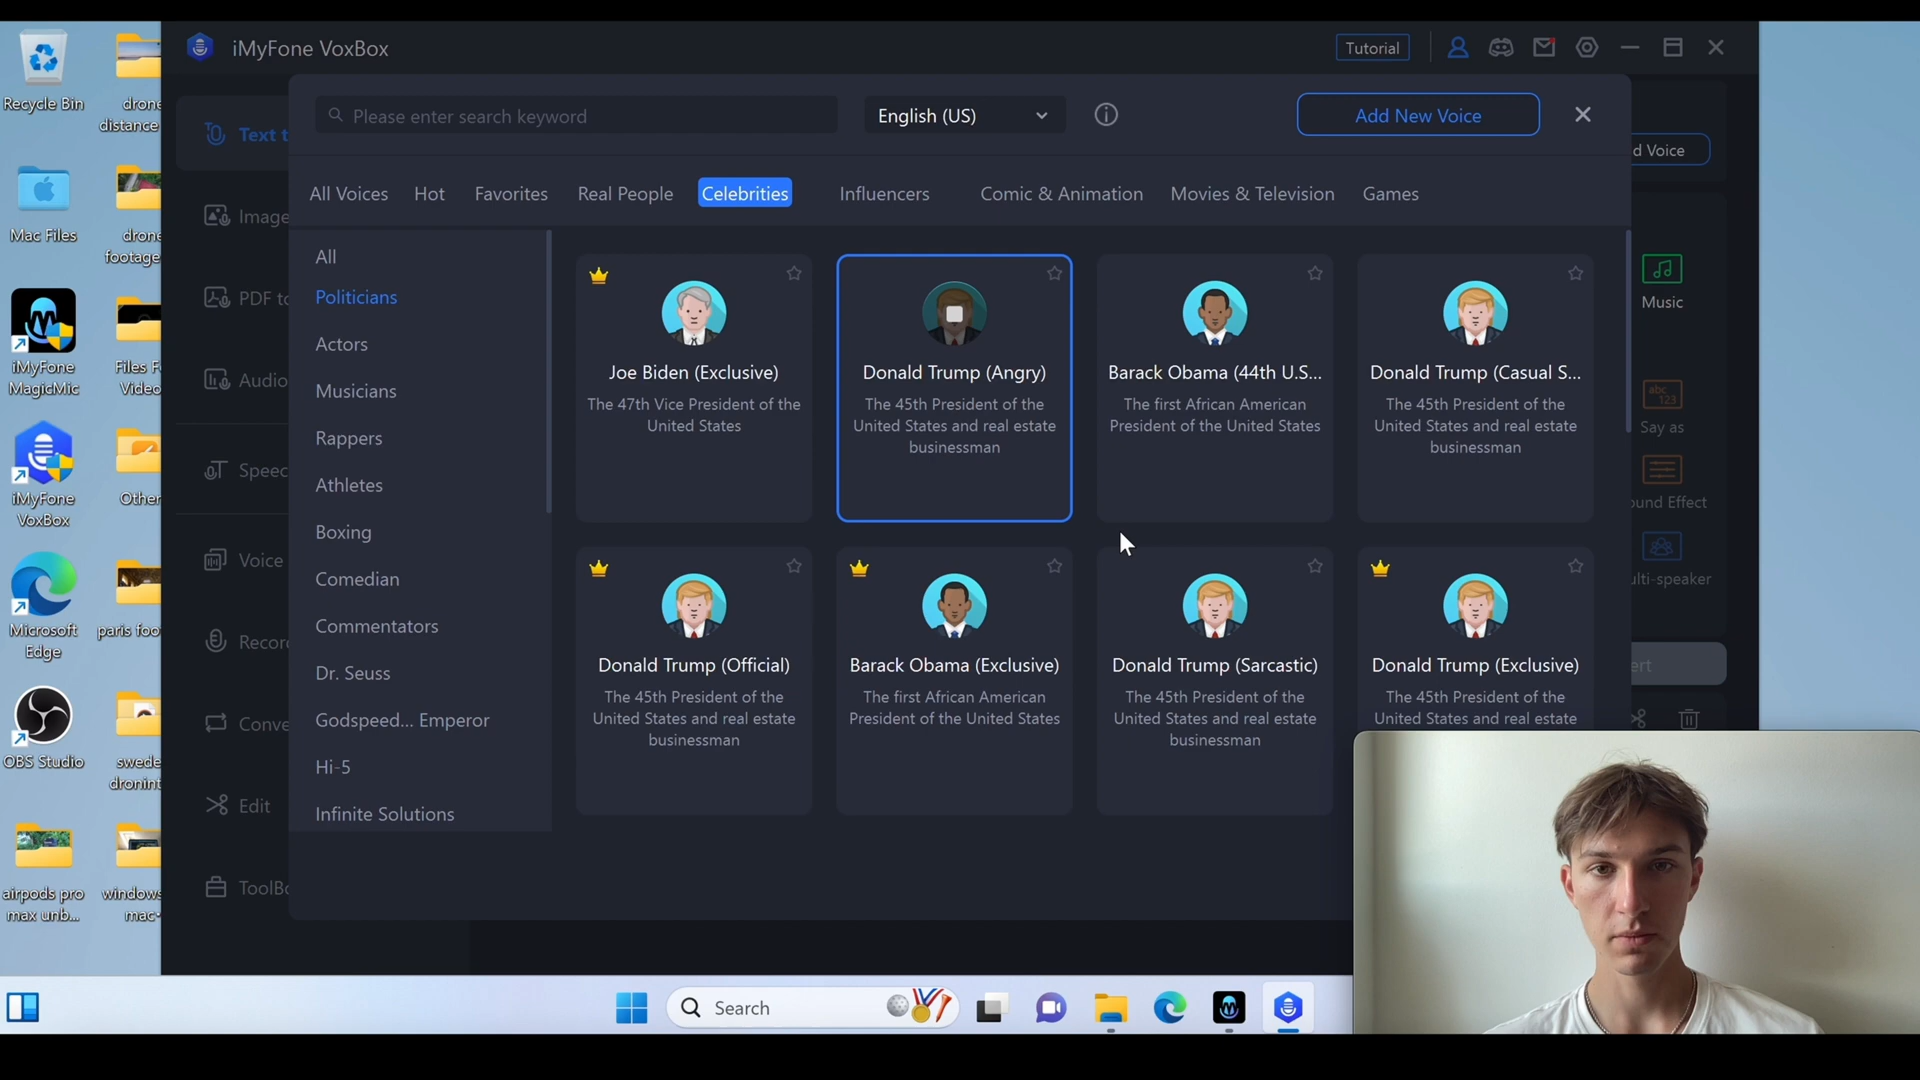 iMyFone VoxBox
Tutorial
Please enter search keyword
English (US)
Add New Voice
d Voice
Text t
All Voices
Hot
Favorites
Real People
Celebrities
Influencers
Comic & Animation
Movies & Television
Games
All
Politicians
Actors
Musicians
Rappers
Athletes
Boxing
Comedian
Commentators
Dr. Seuss
Godspeed... Emperor
Hi-5
Infinite Solutions
Joe Biden (Exclusive)
The 47th Vice President of the
United States
Donald Trump (Angry)
The 45th President of the
United States and real estate
businessman
Barack Obama (44th U.S...
The first African American
President of the United States
Donald Trump (Casual S...
The 45th President of the
United States and real estate
businessman
Donald Trump (Official)
The 45th President of the
United States and real estate
businessman
Barack Obama (Exclusive)
The first African American
President of the United States
Donald Trump (Sarcastic)
The 45th President of the
United States and real estate
businessman
Donald Trump (Exclusive)
The 45th President of the
United States and real estate
Image
PDF to
Audio
Speec
Voice
Recor
Conve
Edit
ToolBo
Music
abc
123
Say as
ound Effect
ulti-speaker
ert
Recycle Bin
drone
distance
Mac Files
drone
footage
iMyFone
MagicMic
Files F
Video
iMyFone
VoxBox
Other
Microsoft
Edge
paris foo
OBS Studio
swede
dronint
airpods pro
max unb...
windows
mac
Search